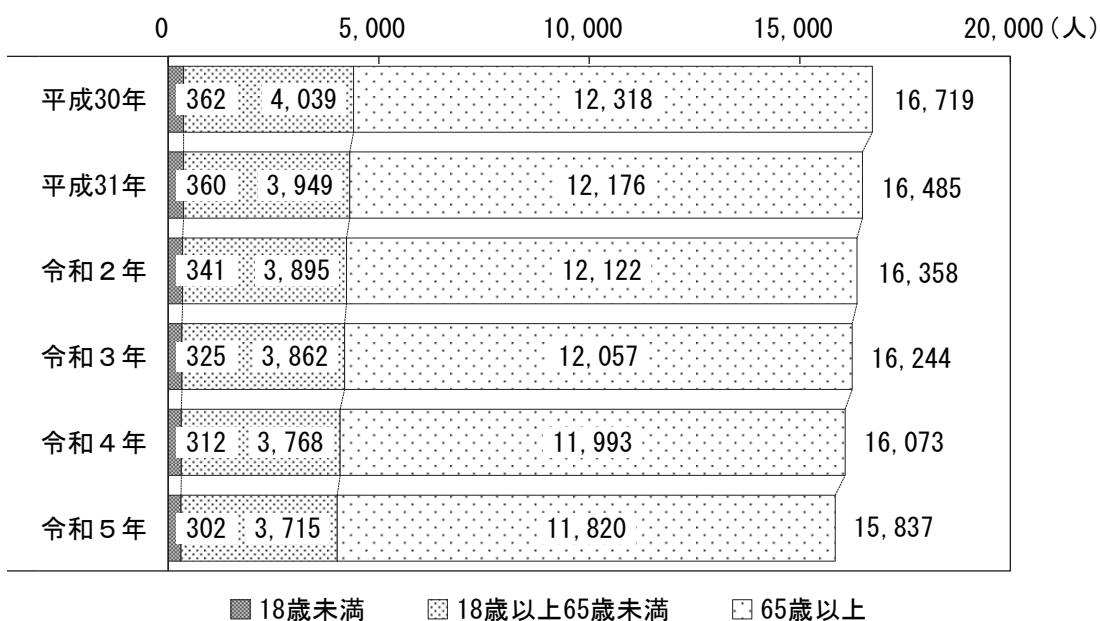 0 5,000 10,000 15,000 20,000（人）
平成30年 362 4,039 12,318 16,719
平成31年 360 3,949 12,176 16,485
令和２年 341 3,895 12,122 16,358
令和３年 325 3,862 12,057 16,244
令和４年 312 3,768 11,993 16,073
令和５年 302 3,715 11,820 15,837
18歳未満 18歳以上65歳未満 65歳以上